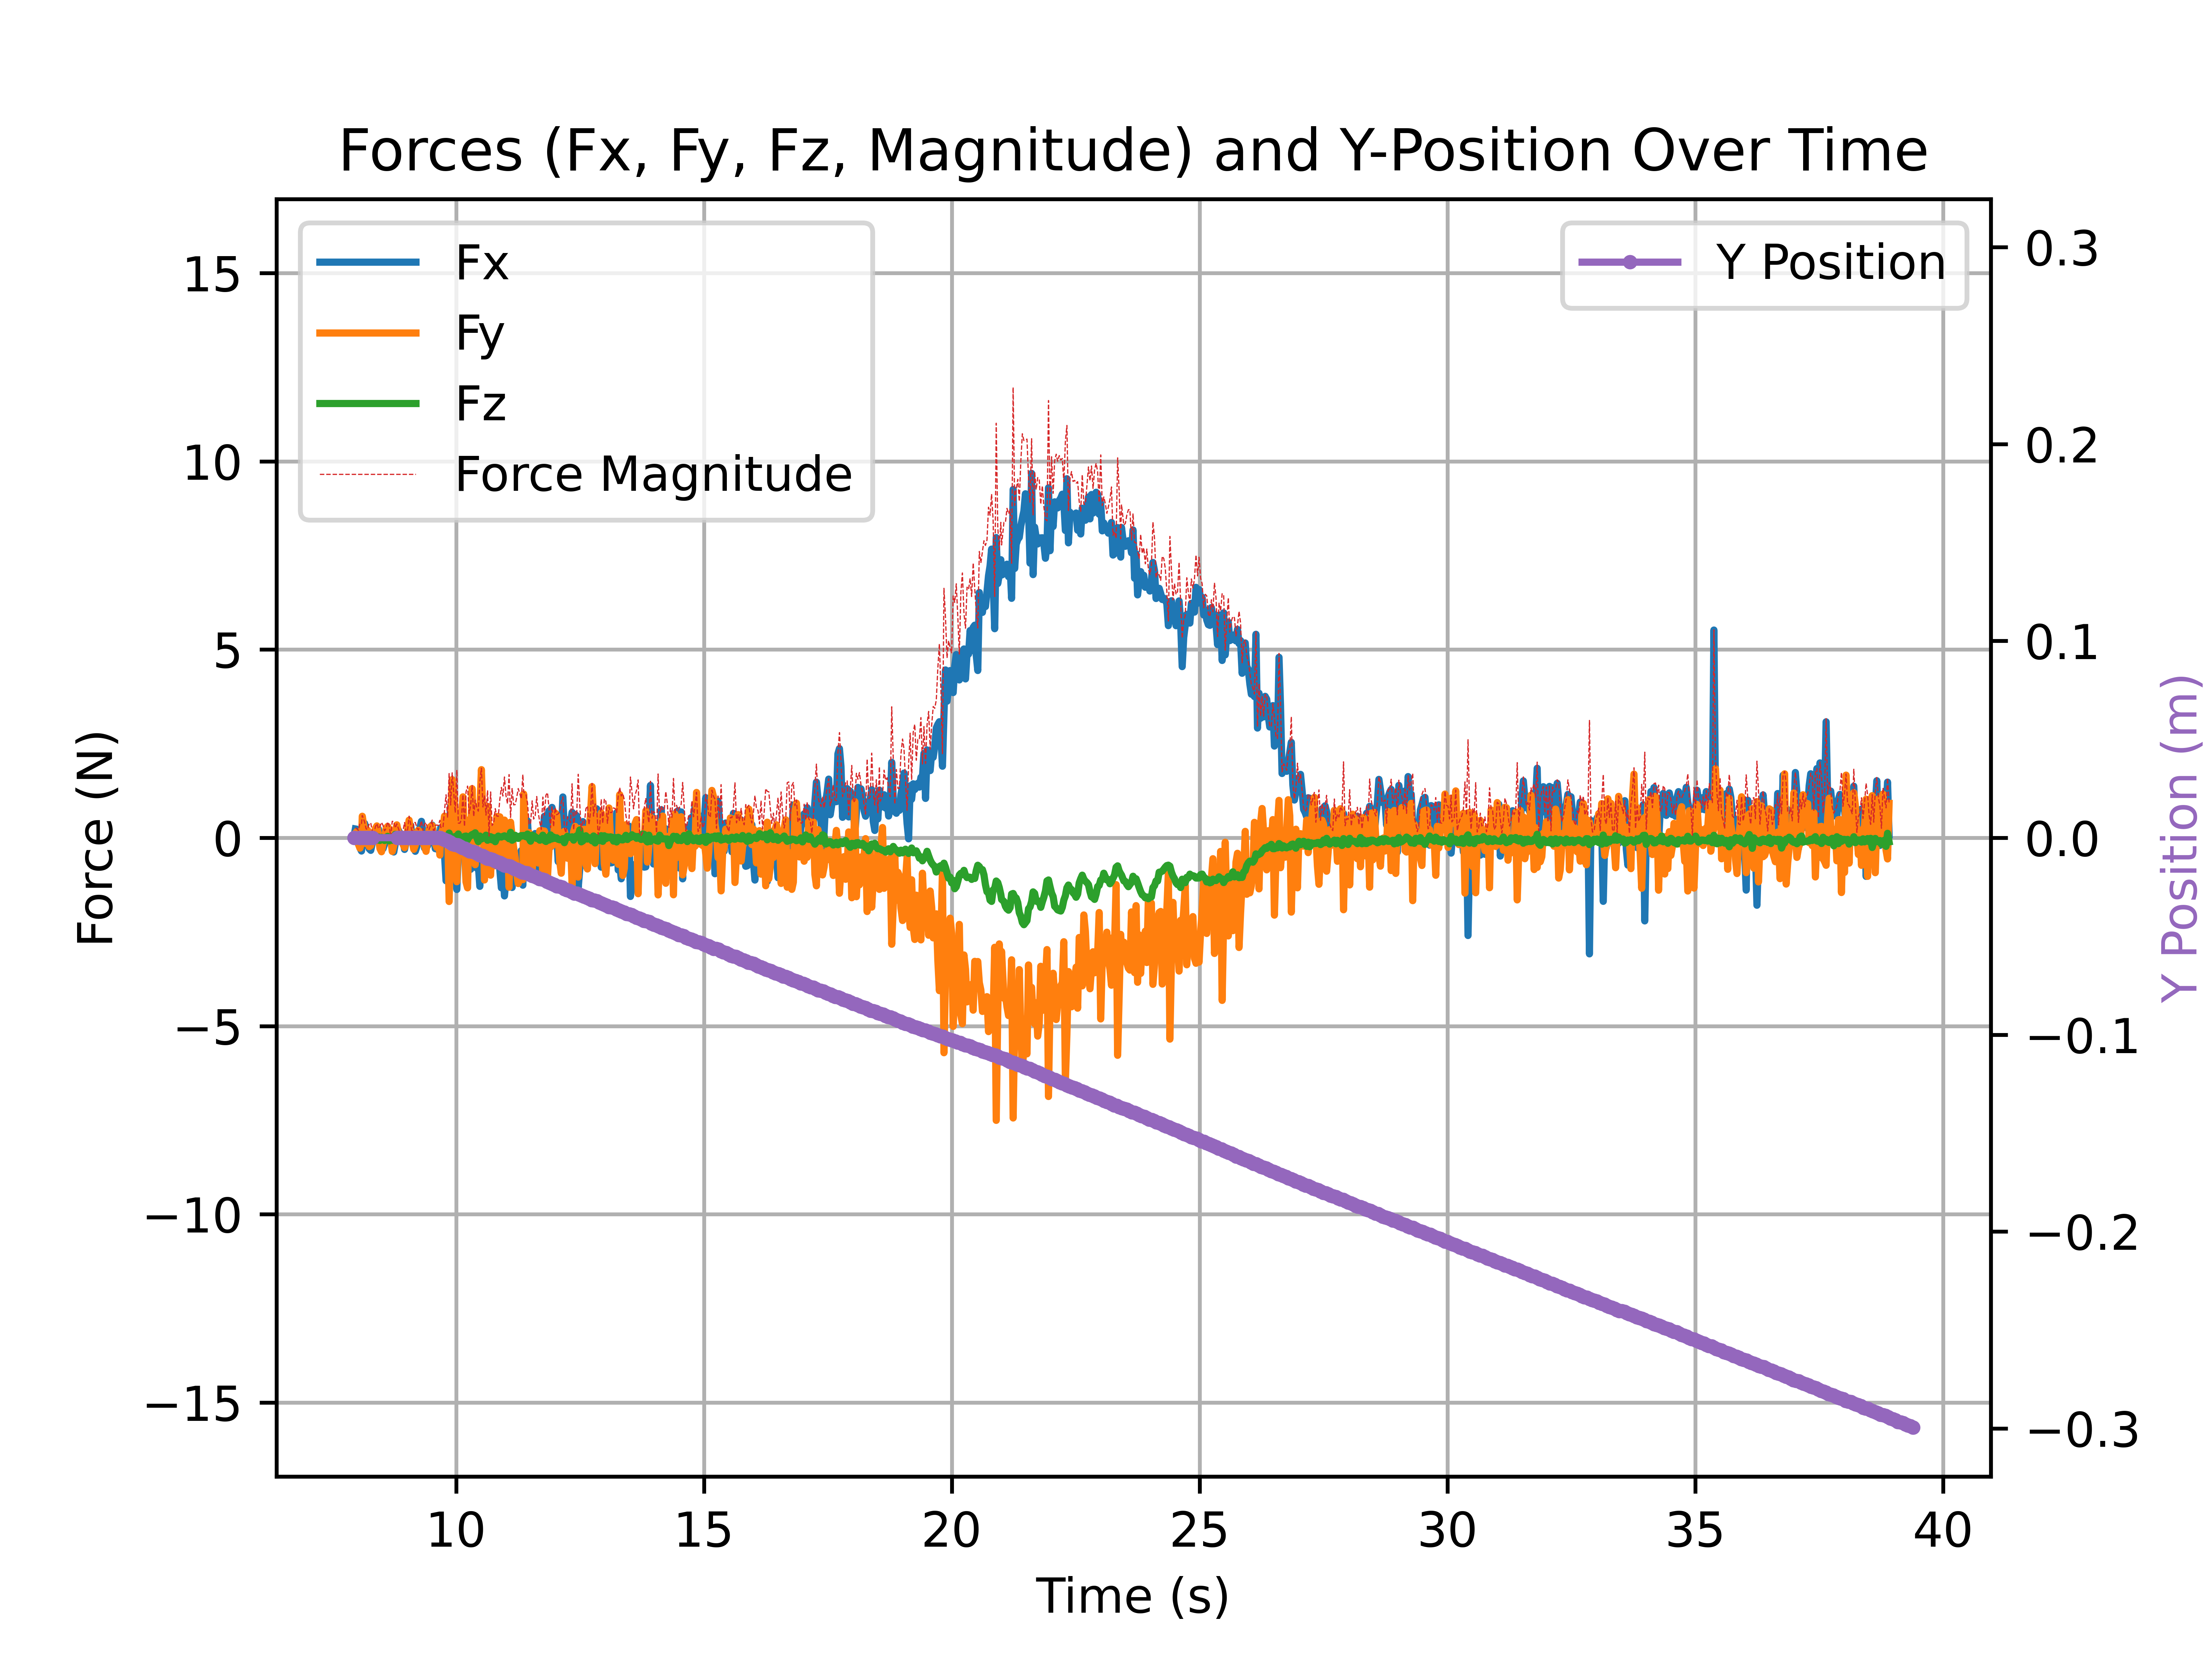 Forces (Fx, Fy, Fz, Magnitude) and Y-Position Over Time
Fx
Fy
Fz
Force Magnitude
Y Position
15
10
5
0
−5
−10
−15
Force (N)
0.3
0.2
0.1
0.0
−0.1
−0.2
−0.3
Y Position (m)
10 15 20 25 30 35 40
Time (s)